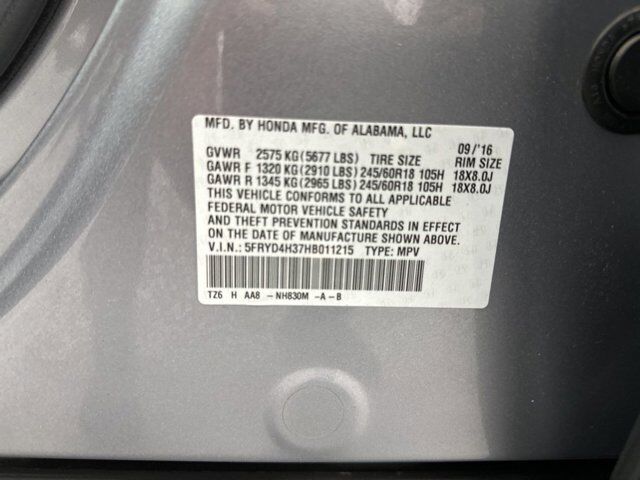 MFD. BY HONDA MFG. OF ALABAMA, LLC
09/'16
GVWR 2575 KG(5677 LBS) TIRE SIZE RIM SIZE
GAWR F 1320 KG(2910 LBS)245/60R18 105H 18X8.0J
GAWR R 1345 KG(2965 LBS)245/60R18 105H 18X8.0J
THIS VEHICLE CONFORMS TO ALL APPLICABLE
FEDERAL MOTOR VEHICLE SAFETY
AND THEFT PREVENTION STANDARDS IN EFFECT
ON THE DATE OF MANUFACTURE SHOWN ABOVE.
V.I.N.: 5FRYD4H37HB011215 TYPE: MPV
TZ6 H AA8 -NH830M -A-B